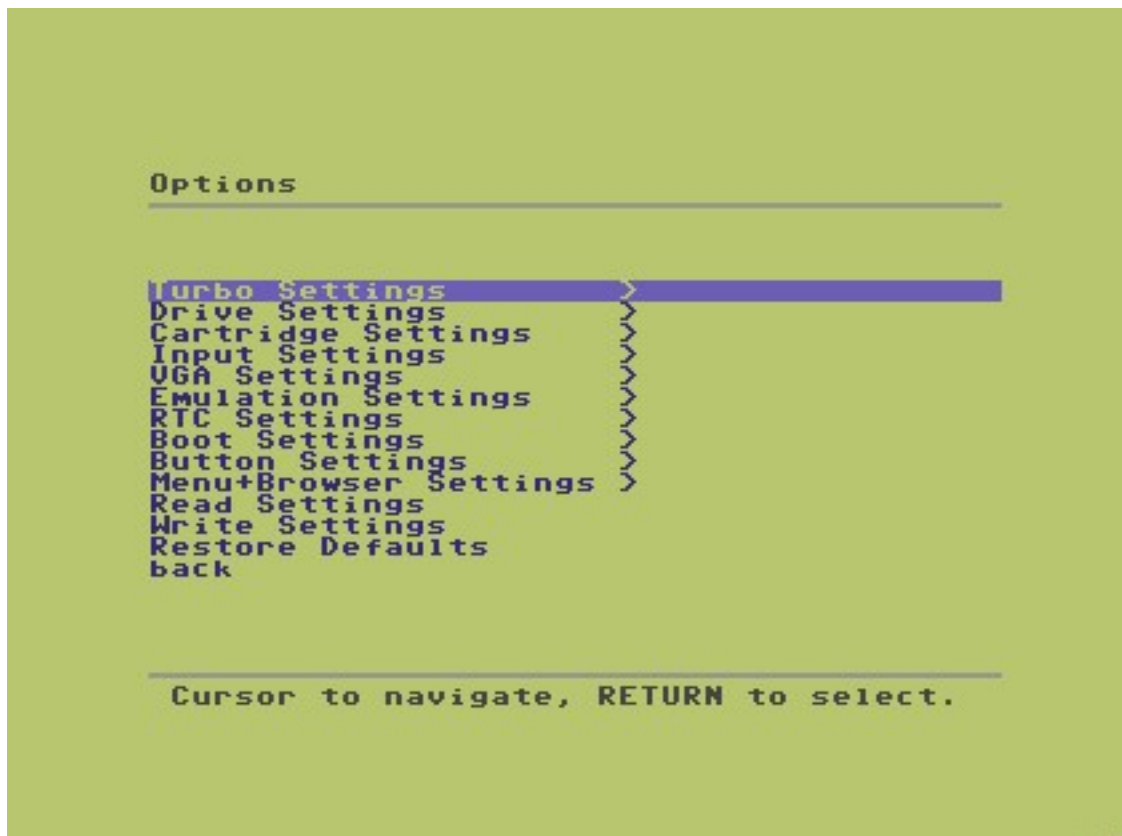 Options
Turbo Settings >
Drive Settings >
Cartridge Settings >
Input Settings >
VGA Settings >
Emulation Settings >
RTC Settings >
Boot Settings >
Button Settings >
Menu+Browser Settings >
Read Settings
Write Settings
Restore Defaults
back
Cursor to navigate, RETURN to select.